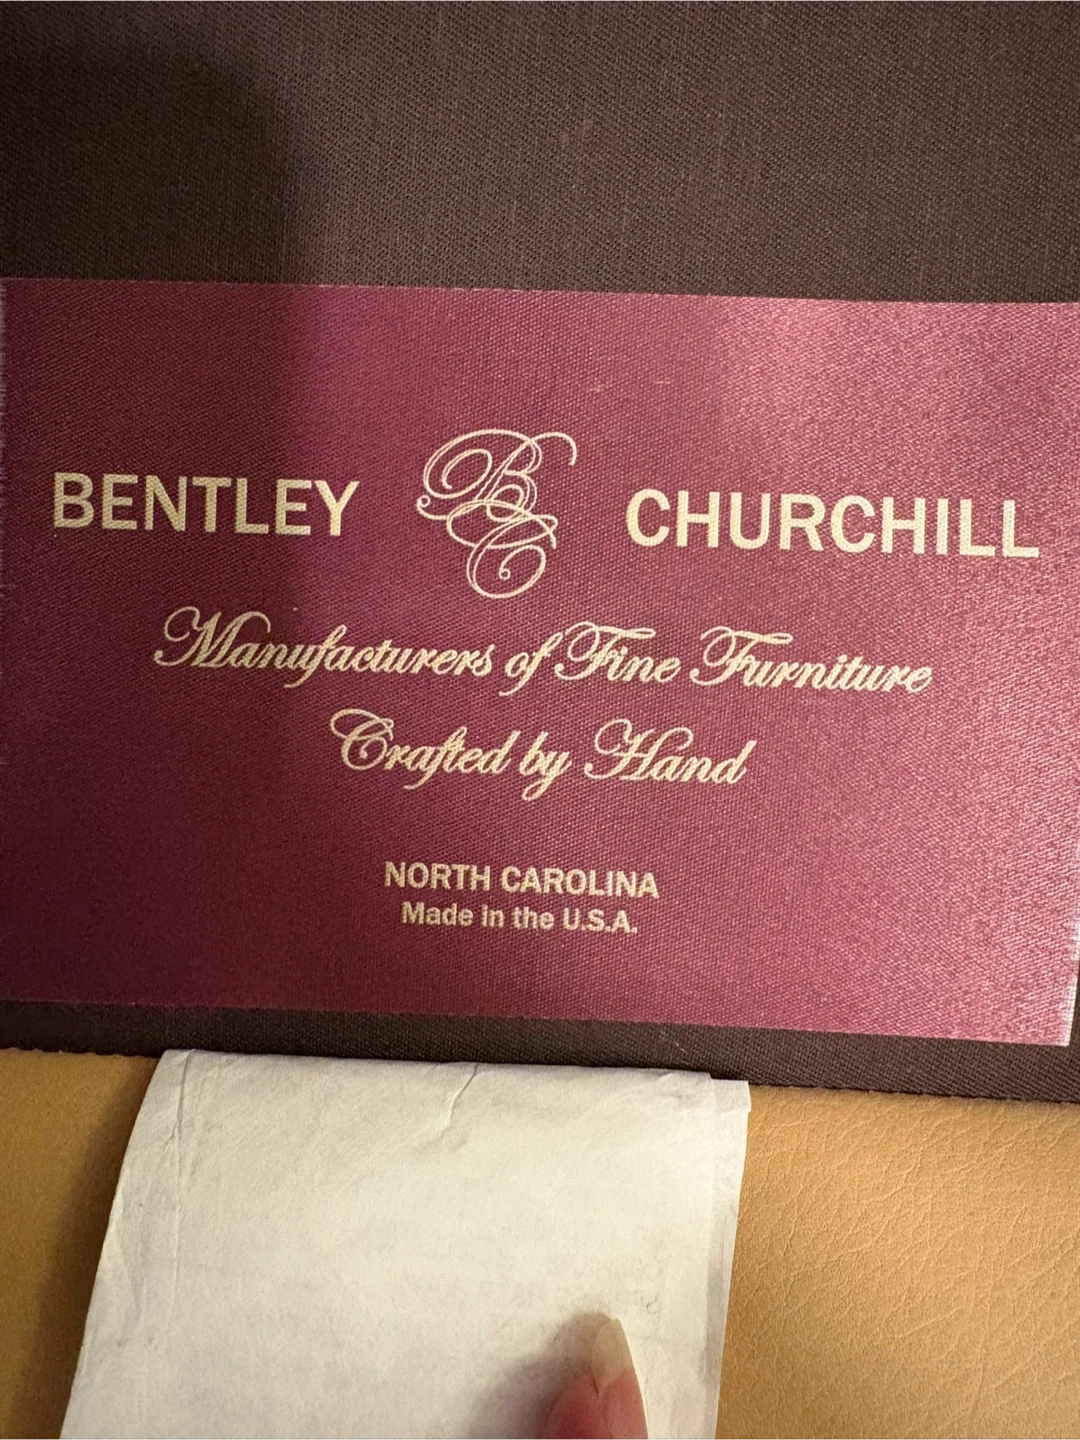 BENTLEY BC CHURCHILL
Manufacturers of Fine Furniture
Crafted by Hand
NORTH CAROLINA
Made in the U.S.A.